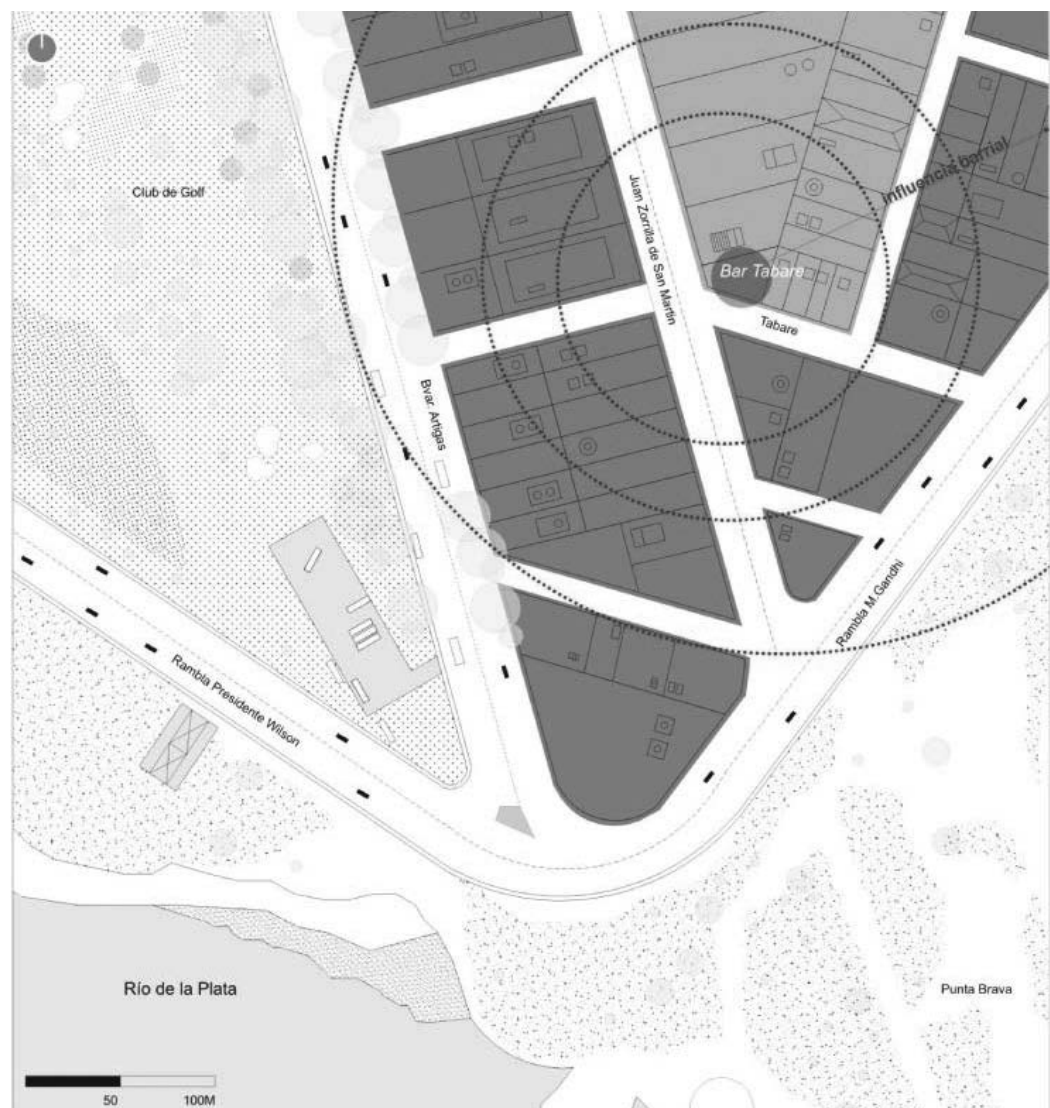 Club de Golf
influencia barrial
Juan Zorrilla de San Martín
Bar Tabare
Tabare
Bvar. Artigas
Rambla M.Gandhi
Rambla Presidente Wilson
Río de la Plata
Punta Brava
50
100M